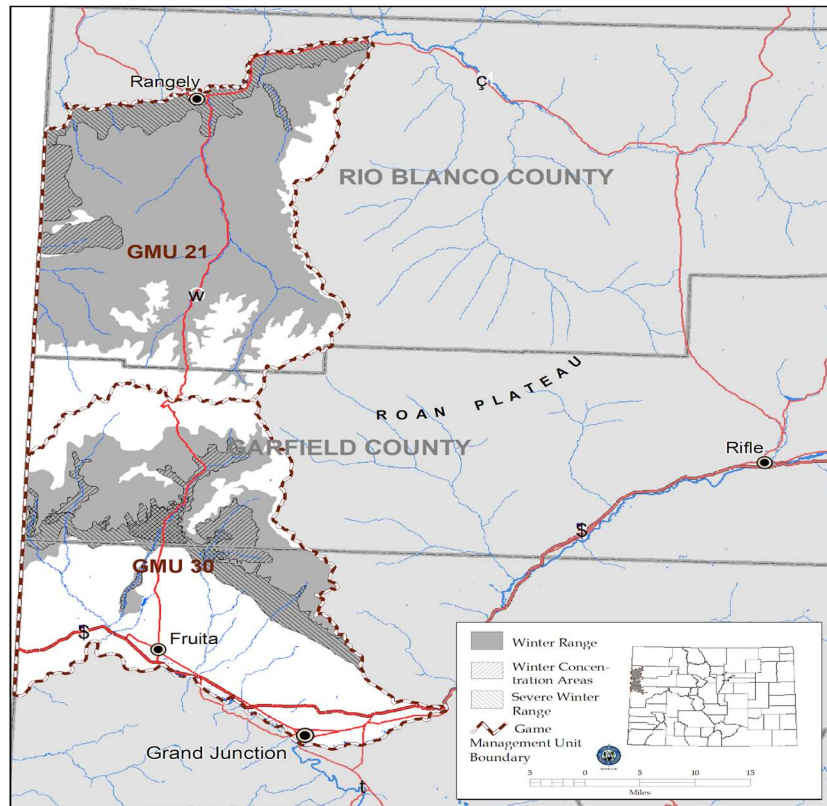 Rangely
ç
RIO BLANCO COUNTY
GMU 21
w
ROAN PLATEAU
GARFIELD COUNTY
Rifle
$
GMU 30
$
Fruita
Grand Junction
t
Winter Range
Winter Concen-
tration Areas
Severe Winter
Range
Game
Management Unit
Boundary
5 0 5 10 15
Miles